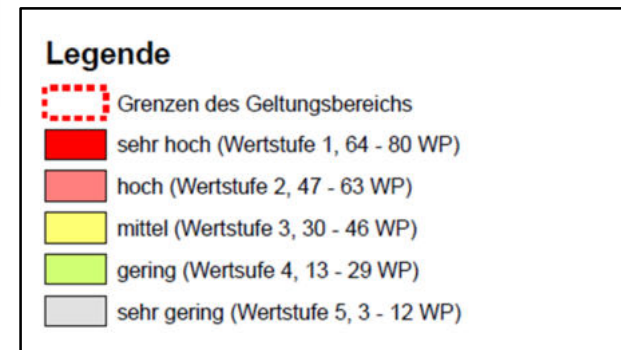 Legende
Grenzen des Geltungsbereichs
sehr hoch (Wertstufe 1, 64 - 80 WP)
hoch (Wertstufe 2, 47 - 63 WP)
mittel (Wertstufe 3, 30 - 46 WP)
gering (Wertsufe 4, 13 - 29 WP)
sehr gering (Wertstufe 5, 3 - 12 WP)